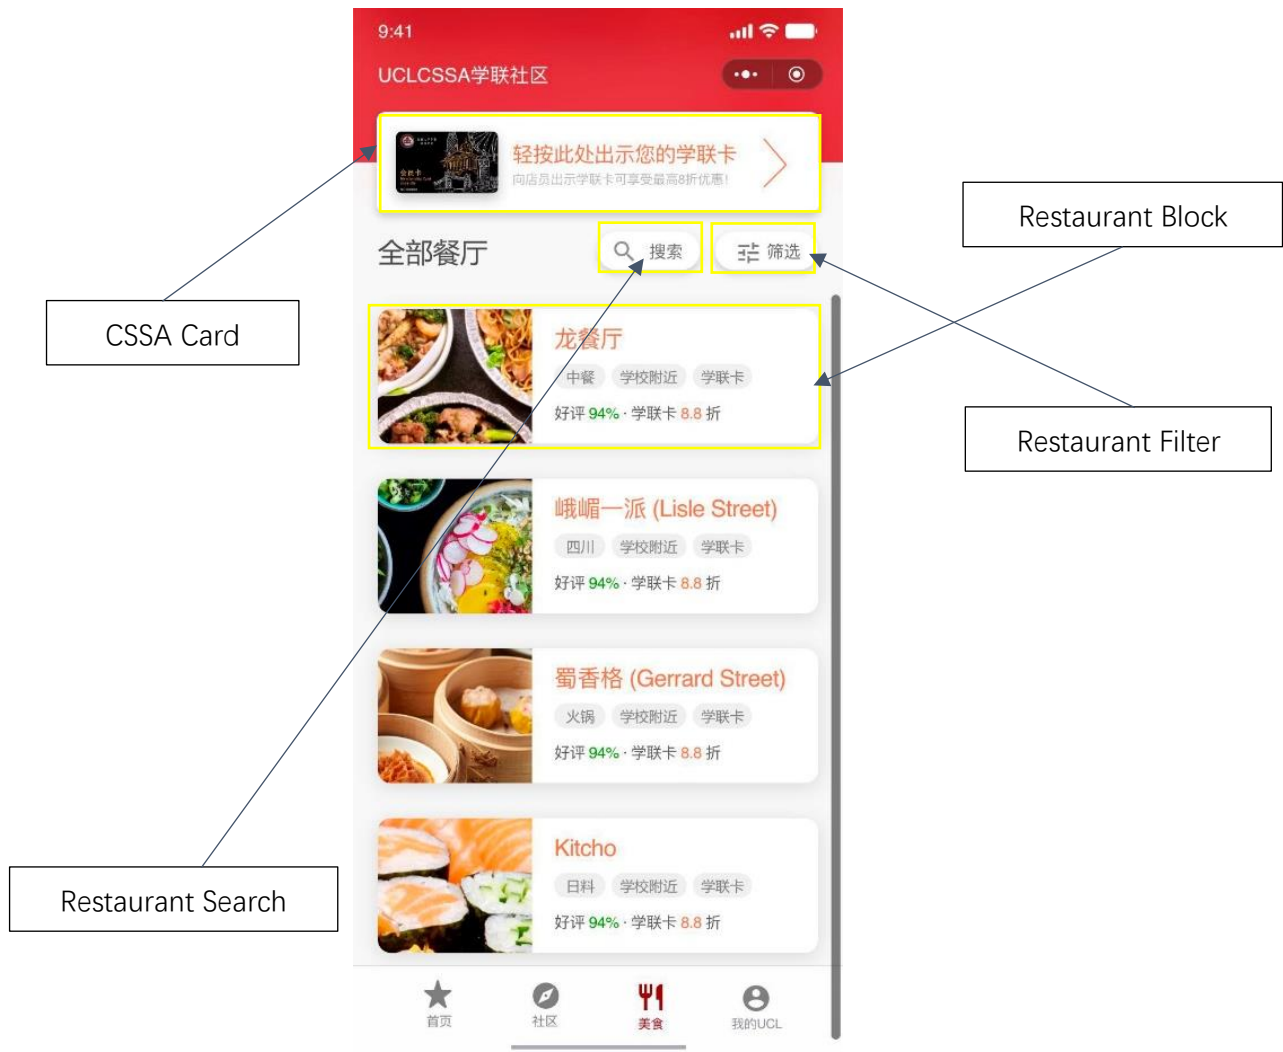 9:41
UCLCSSA学联社区
轻按此处出示您的学联卡
向店员出示学联卡可享受最高8折优惠!
全部餐厅
搜索
筛选
龙餐厅
中餐 学校附近 学联卡
好评 94% · 学联卡 8.8 折
峨嵋一派 (Lisle Street)
四川 学校附近 学联卡
好评 94% · 学联卡 8.8 折
蜀香格 (Gerrard Street)
火锅 学校附近 学联卡
好评 94% · 学联卡 8.8 折
Kitcho
日料 学校附近 学联卡
好评 94% · 学联卡 8.8 折
首页
社区
美食
我的UCL
CSSA Card
Restaurant Search
Restaurant Block
Restaurant Filter